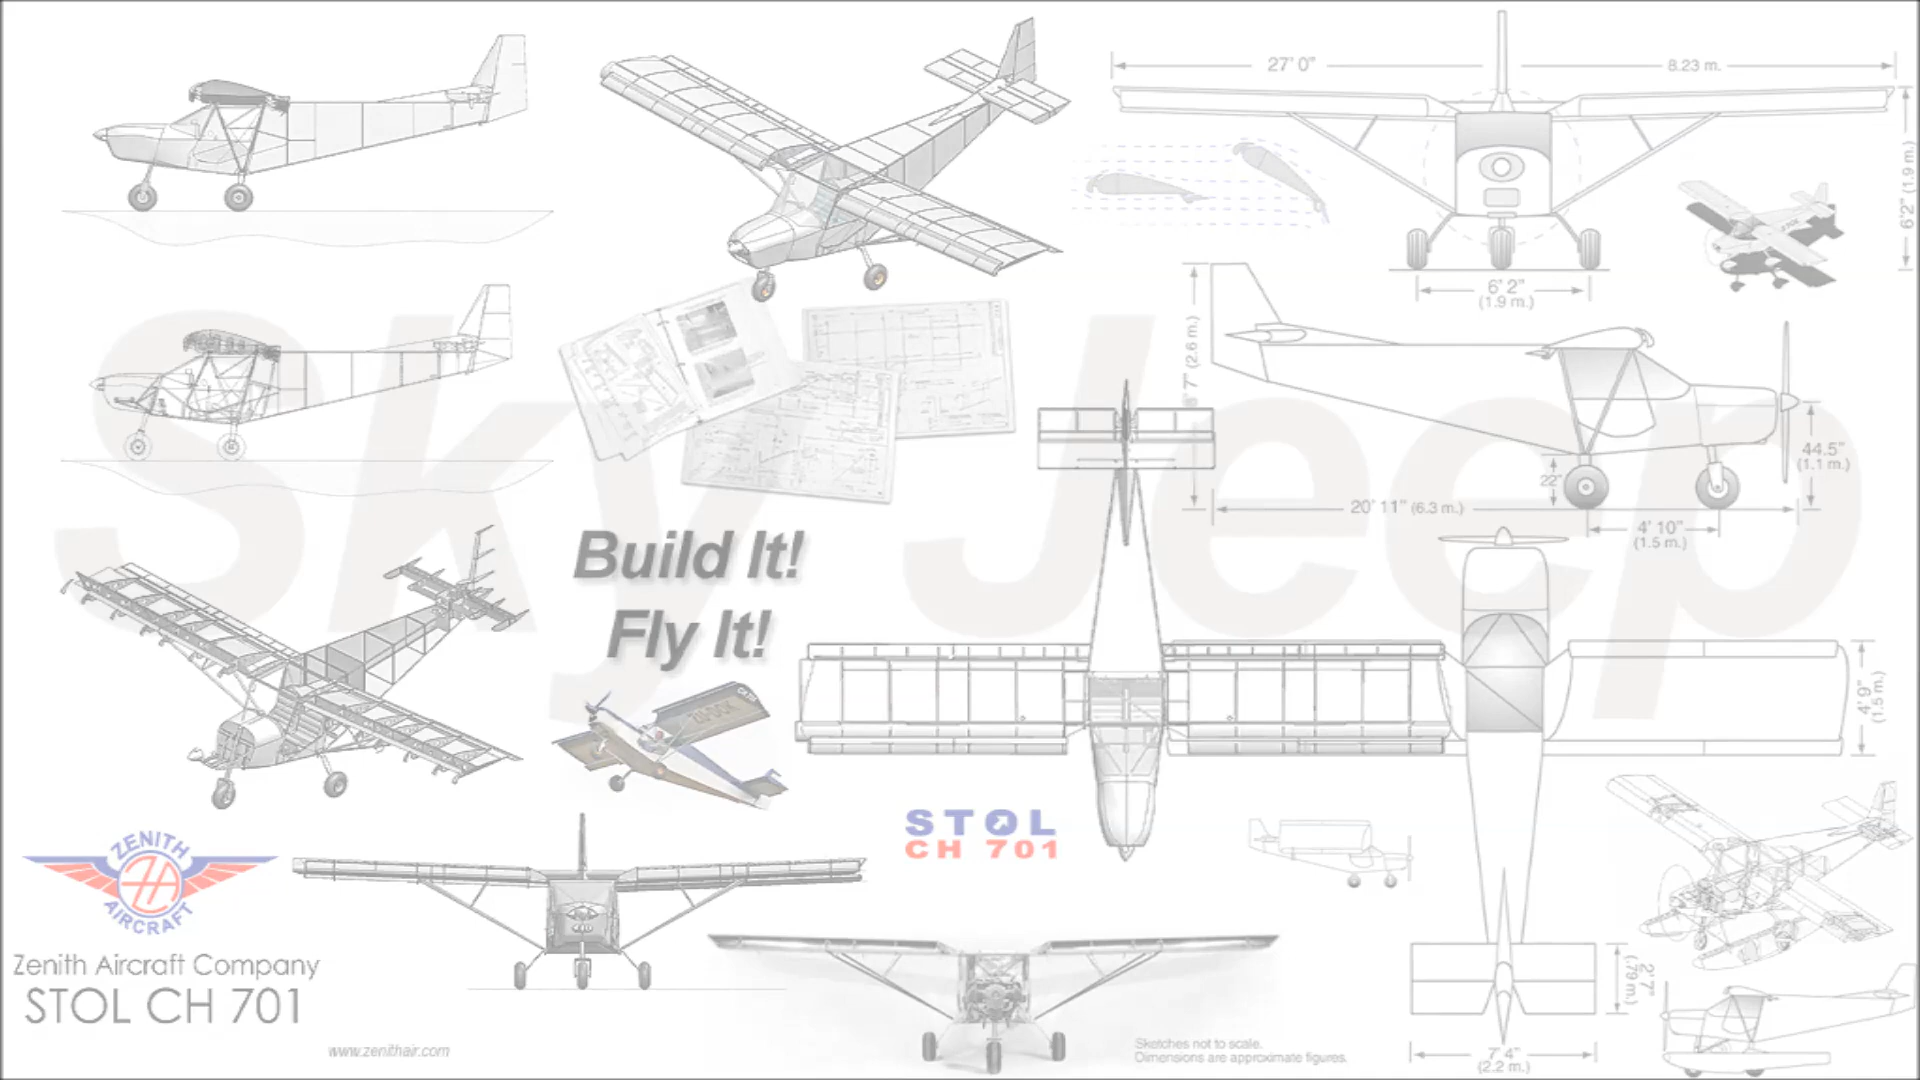 Sky Jeep
27' 0"
8.23 m.
6'2" (1.9 m.)
6' 2"
(1.9 m.)
8' 7" (2.6 m.)
44.5"
(1.1 m.)
22"
20' 11" (6.3 m.)
4' 10"
(1.5 m.)
Build It!
Fly It!
4' 9"
(1.5 m.)
STOL
CH 701
ZENITH
AIRCRAFT
Zenith Aircraft Company
STOL CH 701
www.zenithair.com
Sketches not to scale.
Dimensions are approximate figures.
2' 7"
(.79 m.)
7' 4"
(2.2 m.)